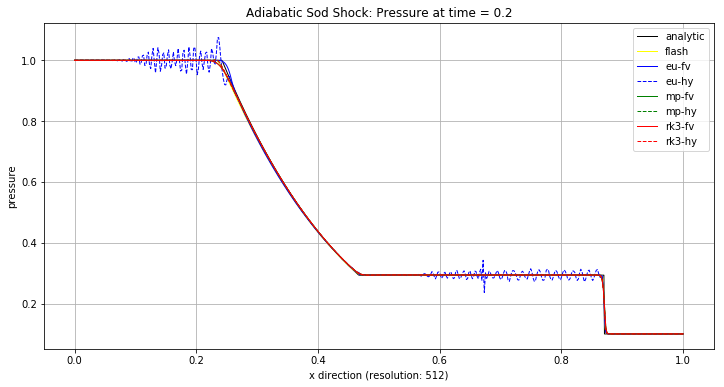 Adiabatic Sod Shock: Pressure at time = 0.2
pressure
1.0
0.8
0.6
0.4
0.2
analytic
flash
eu-fv
eu-hy
mp-fv
mp-hy
rk3-fv
rk3-hy
0.0 0.2 0.4 0.6 0.8 1.0
x direction (resolution: 512)